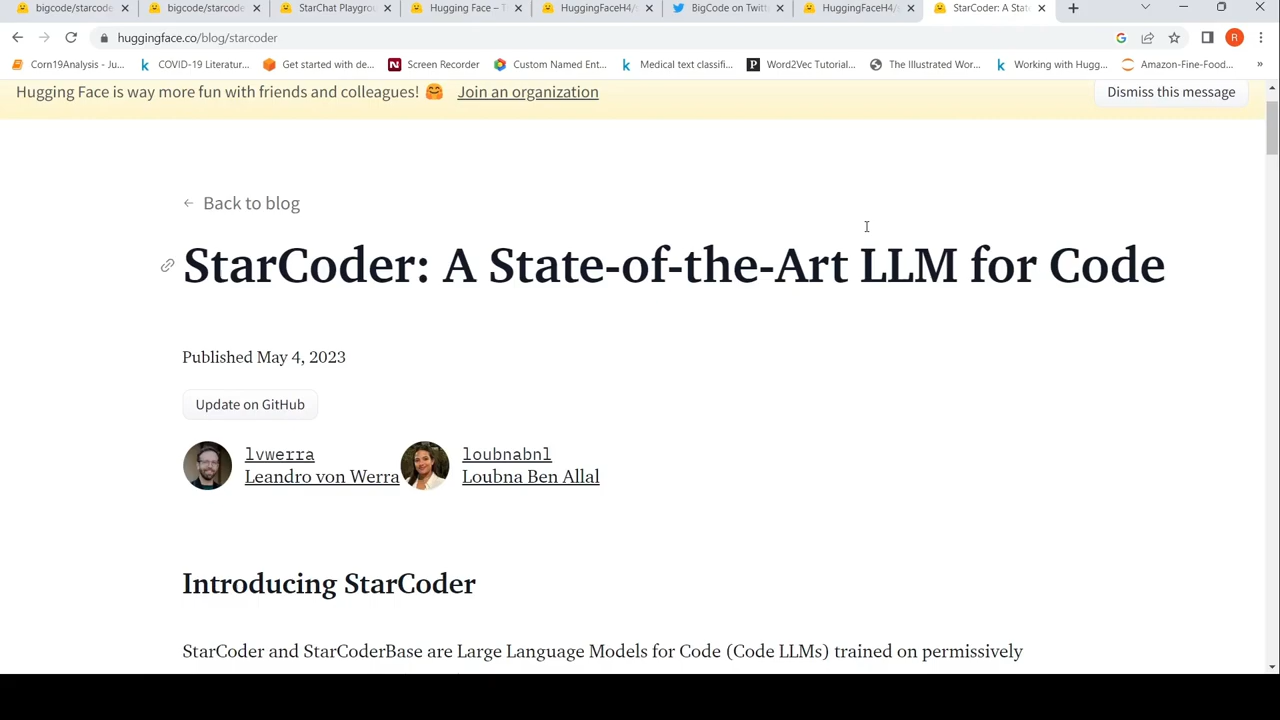 bigcode/starcode
bigcode/starcode
StarChat Playgrou
Hugging Face – T
HuggingFaceH4/
BigCode on Twitt
HuggingFaceH4/
StarCoder: A Stat
huggingface.co/blog/starcoder
R
Corn19Analysis - Ju...
COVID-19 Literatur...
Get started with de...
Screen Recorder
Custom Named Ent...
Medical text classifi...
Word2Vec Tutorial...
The Illustrated Wor...
Working with Hugg...
Amazon-Fine-Food...
»
Hugging Face is way more fun with friends and colleagues! 🤗 Join an organization
Dismiss this message
← Back to blog
StarCoder: A State-of-the-Art LLM for Code
Published May 4, 2023
Update on GitHub
lvwerra
Leandro von Werra
loubnabnl
Loubna Ben Allal
Introducing StarCoder
StarCoder and StarCoderBase are Large Language Models for Code (Code LLMs) trained on permissively